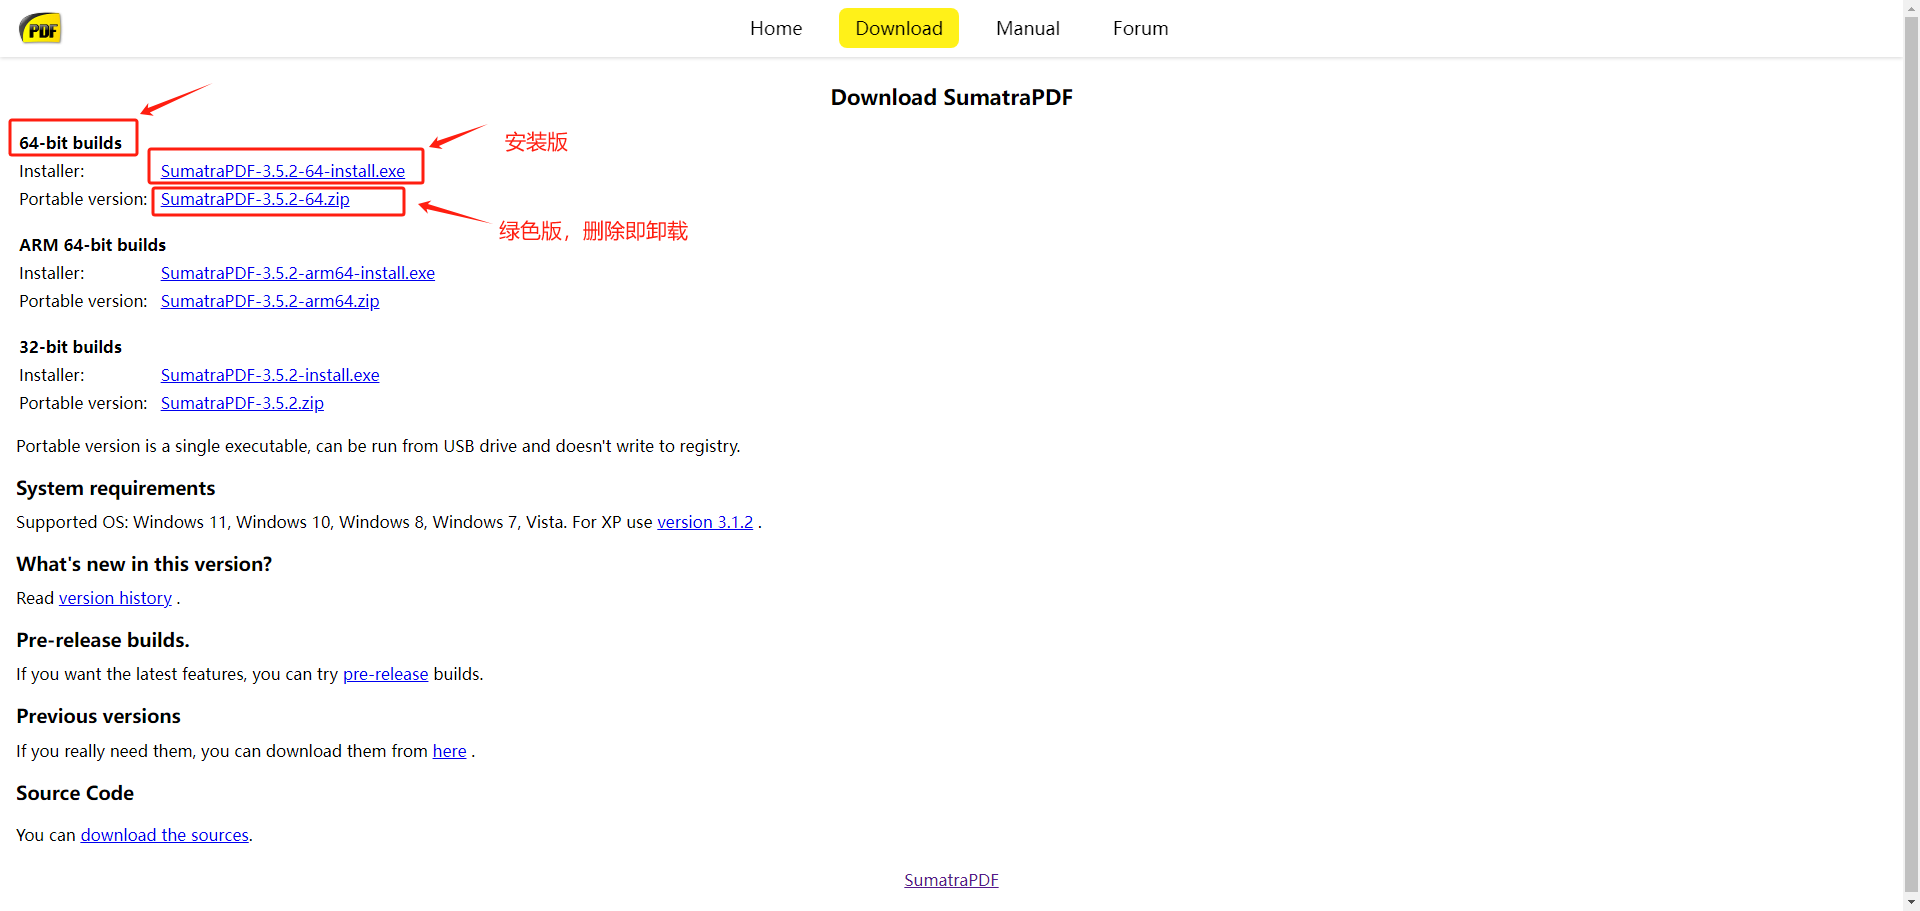 PDF
Home Download Manual Forum
Download SumatraPDF
64-bit builds
安装版
Installer: SumatraPDF-3.5.2-64-install.exe
Portable version: SumatraPDF-3.5.2-64.zip
绿色版，删除即卸载
ARM 64-bit builds
Installer: SumatraPDF-3.5.2-arm64-install.exe
Portable version: SumatraPDF-3.5.2-arm64.zip
32-bit builds
Installer: SumatraPDF-3.5.2-install.exe
Portable version: SumatraPDF-3.5.2.zip
Portable version is a single executable, can be run from USB drive and doesn't write to registry.
System requirements
Supported OS: Windows 11, Windows 10, Windows 8, Windows 7, Vista. For XP use version 3.1.2 .
What's new in this version?
Read version history .
Pre-release builds.
If you want the latest features, you can try pre-release builds.
Previous versions
If you really need them, you can download them from here .
Source Code
You can download the sources.
SumatraPDF